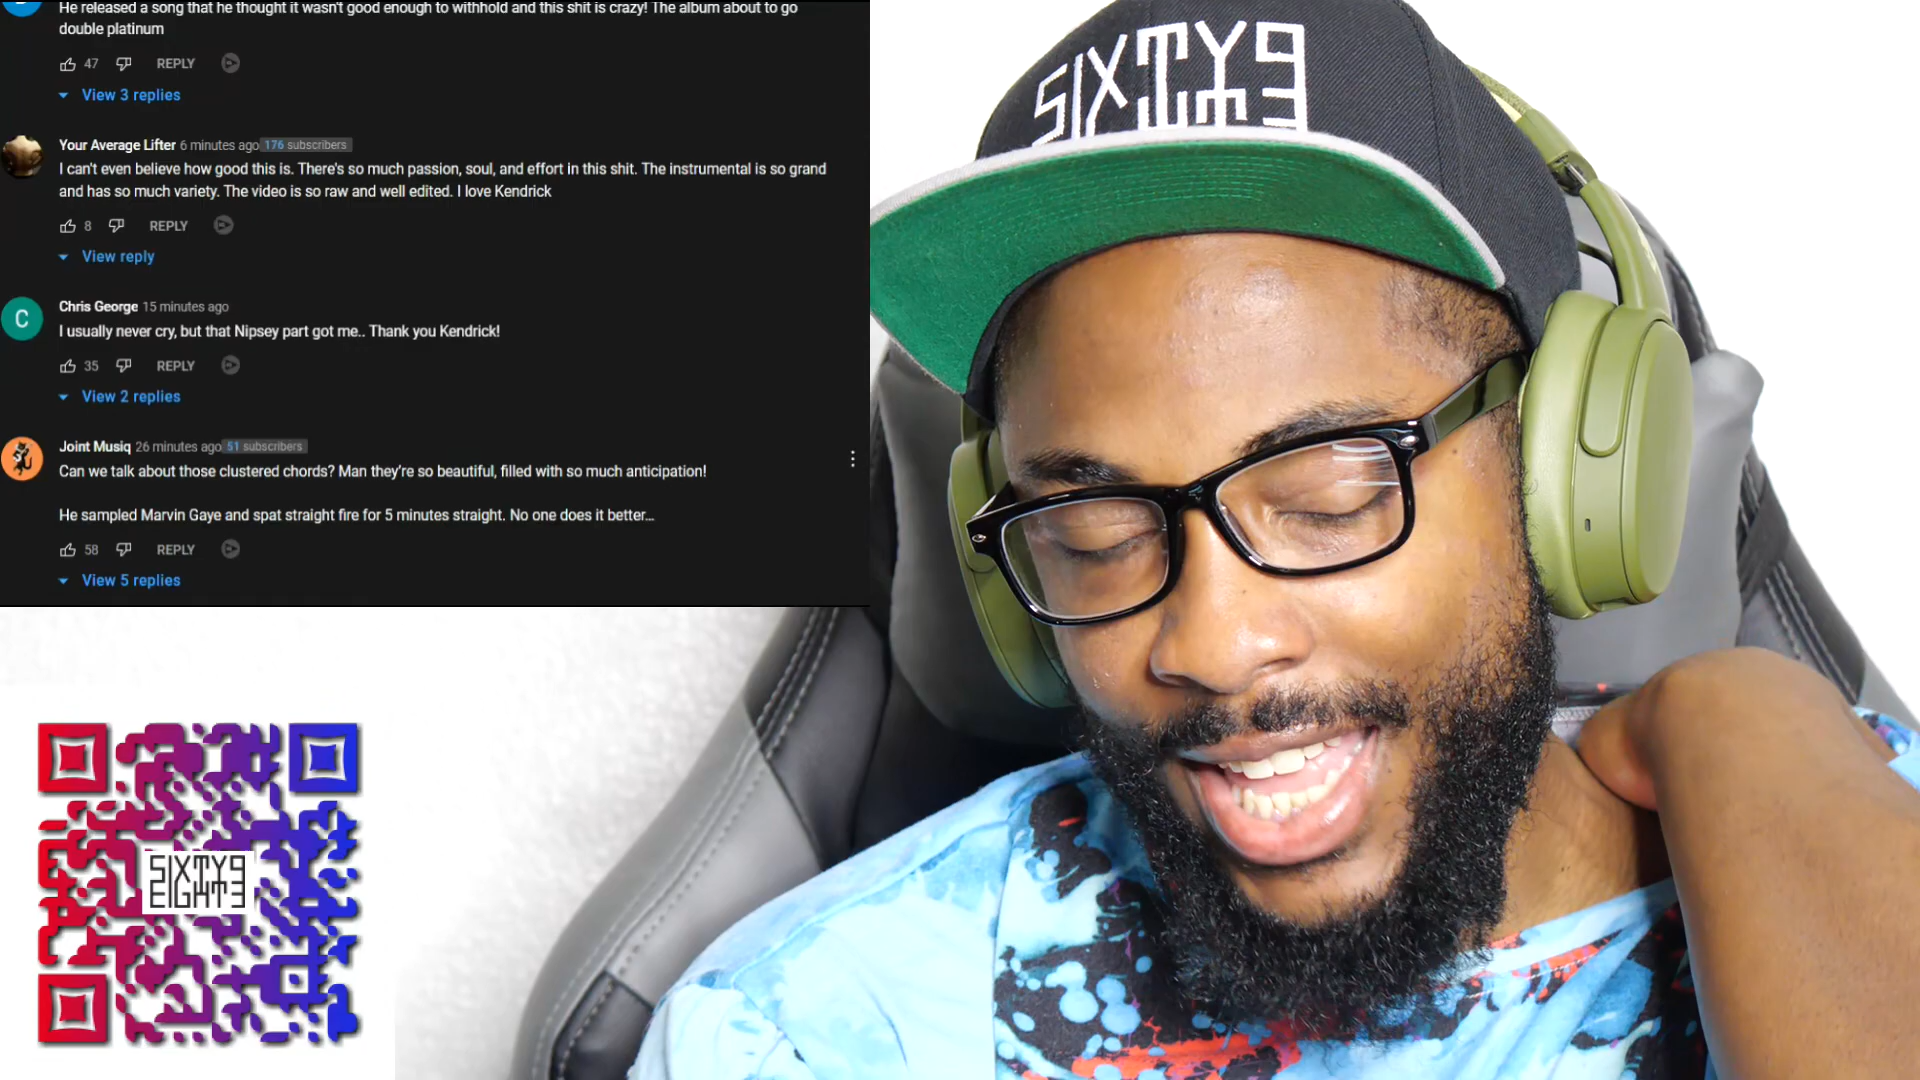 He released a song that he thought it wasn't good enough to withhold and this shit is crazy! The album about to go
double platinum
47 REPLY
View 3 replies
Your Average Lifter 6 minutes ago 176 subscribers
I can't even believe how good this is. There's so much passion, soul, and effort in this shit. The instrumental is so grand
and has so much variety. The video is so raw and well edited. I love Kendrick
8 REPLY
View reply
C
Chris George 15 minutes ago
I usually never cry, but that Nipsey part got me.. Thank you Kendrick!
35 REPLY
View 2 replies
Joint Musiq 26 minutes ago 51 subscribers
Can we talk about those clustered chords? Man they're so beautiful, filled with so much anticipation!
He sampled Marvin Gaye and spat straight fire for 5 minutes straight. No one does it better...
58 REPLY
View 5 replies
SIXTY9
SIXTY9
EIGHT3